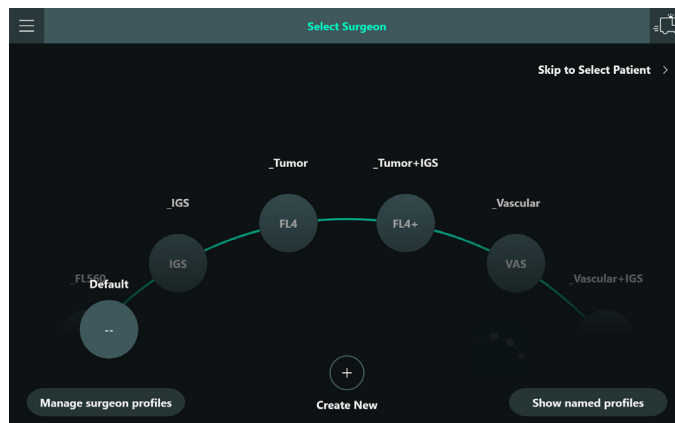 Select Surgeon
Skip to Select Patient
_Tumor
_Tumor+IGS
_IGS
_Vascular
FL4
FL4+
IGS
VAS
_FL560
Default
_Vascular+IGS
--
Manage surgeon profiles
Create New
Show named profiles